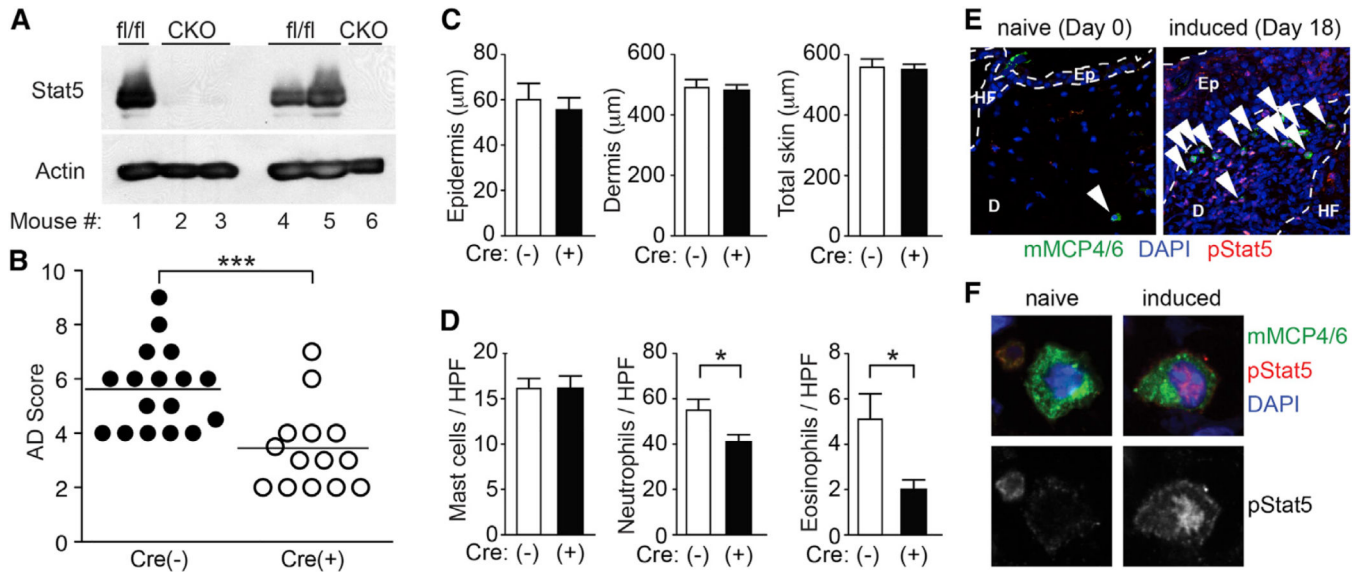 A
fl/fl CKO fl/fl CKO
Stat5
Actin
Mouse #: 1 2 3 4 5 6
B
***
AD Score
10
8
6
4
2
0
Cre(-) Cre(+)
C
Epidermis (μm)
80
60
40
20
0
Cre: (-) (+)
Dermis (μm)
600
400
200
0
Cre: (-) (+)
Total skin (μm)
600
400
200
0
Cre: (-) (+)
D
Mast cells / HPF
20
15
10
5
0
Cre: (-) (+)
Neutrophils / HPF
80
60
40
20
0
*
Cre: (-) (+)
Eosinophils / HPF
8
6
4
2
0
*
Cre: (-) (+)
E
naive (Day 0) induced (Day 18)
Ep
HF
D
Ep
D
HF
mMCP4/6 DAPI pStat5
F
naive induced
mMCP4/6
pStat5
DAPI
pStat5